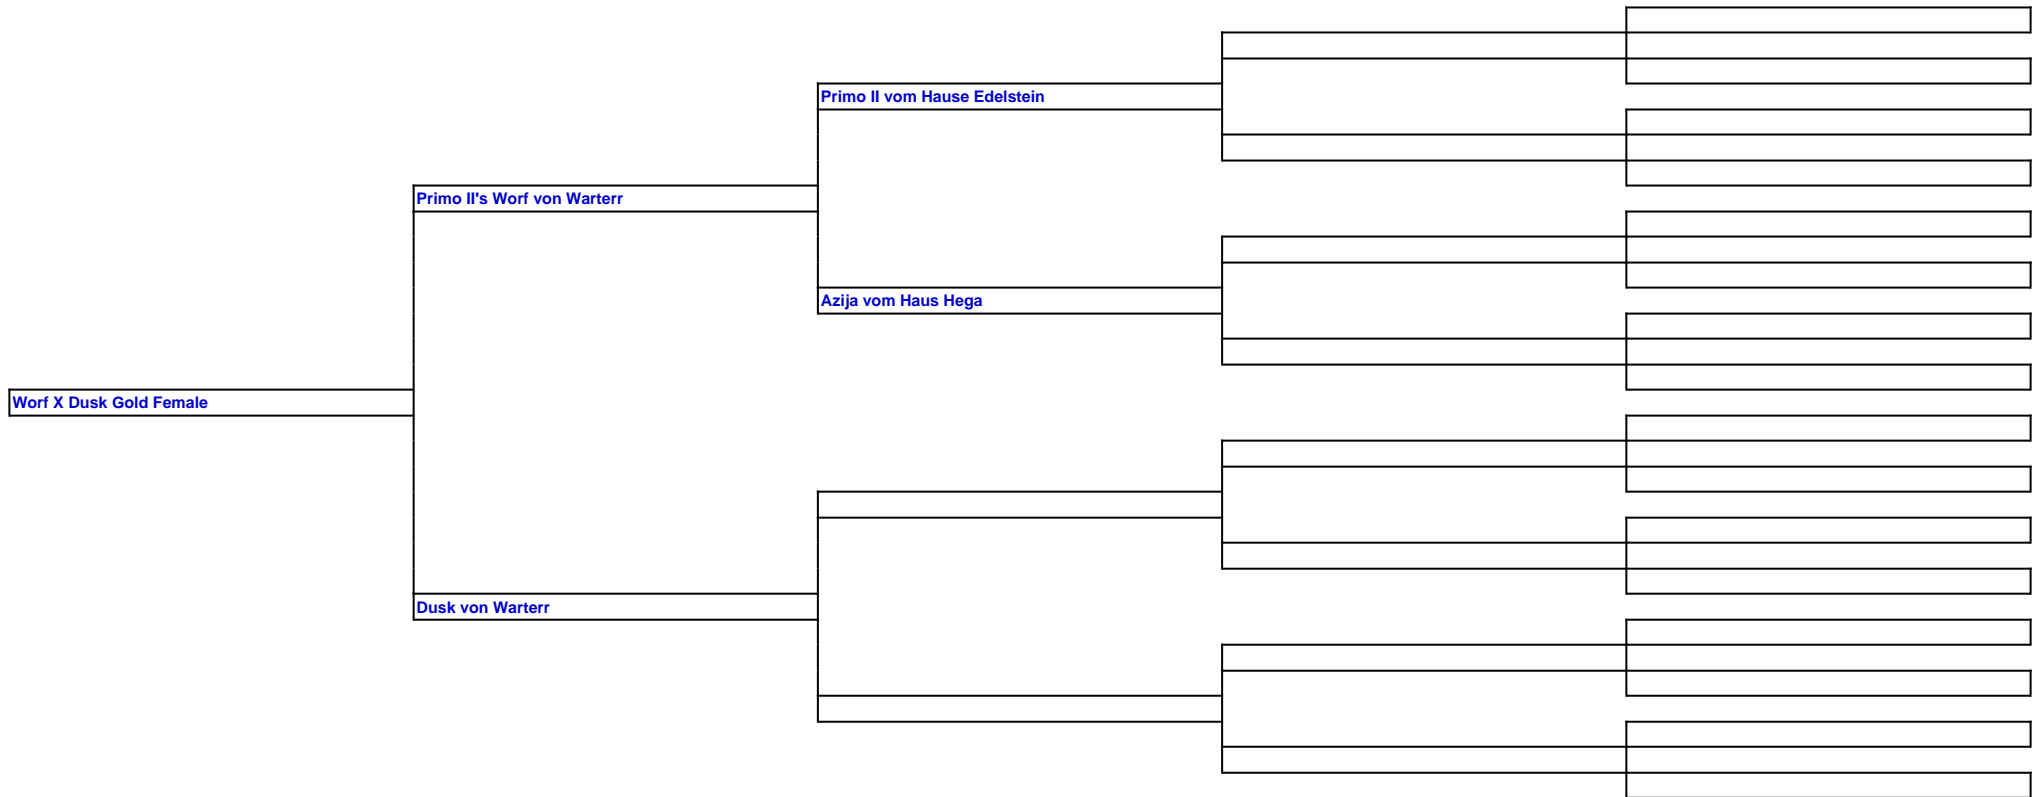 Primo II vom Hause Edelstein
Primo II's Worf von Warterr
Azija vom Haus Hega
Worf X Dusk Gold Female
Dusk von Warterr